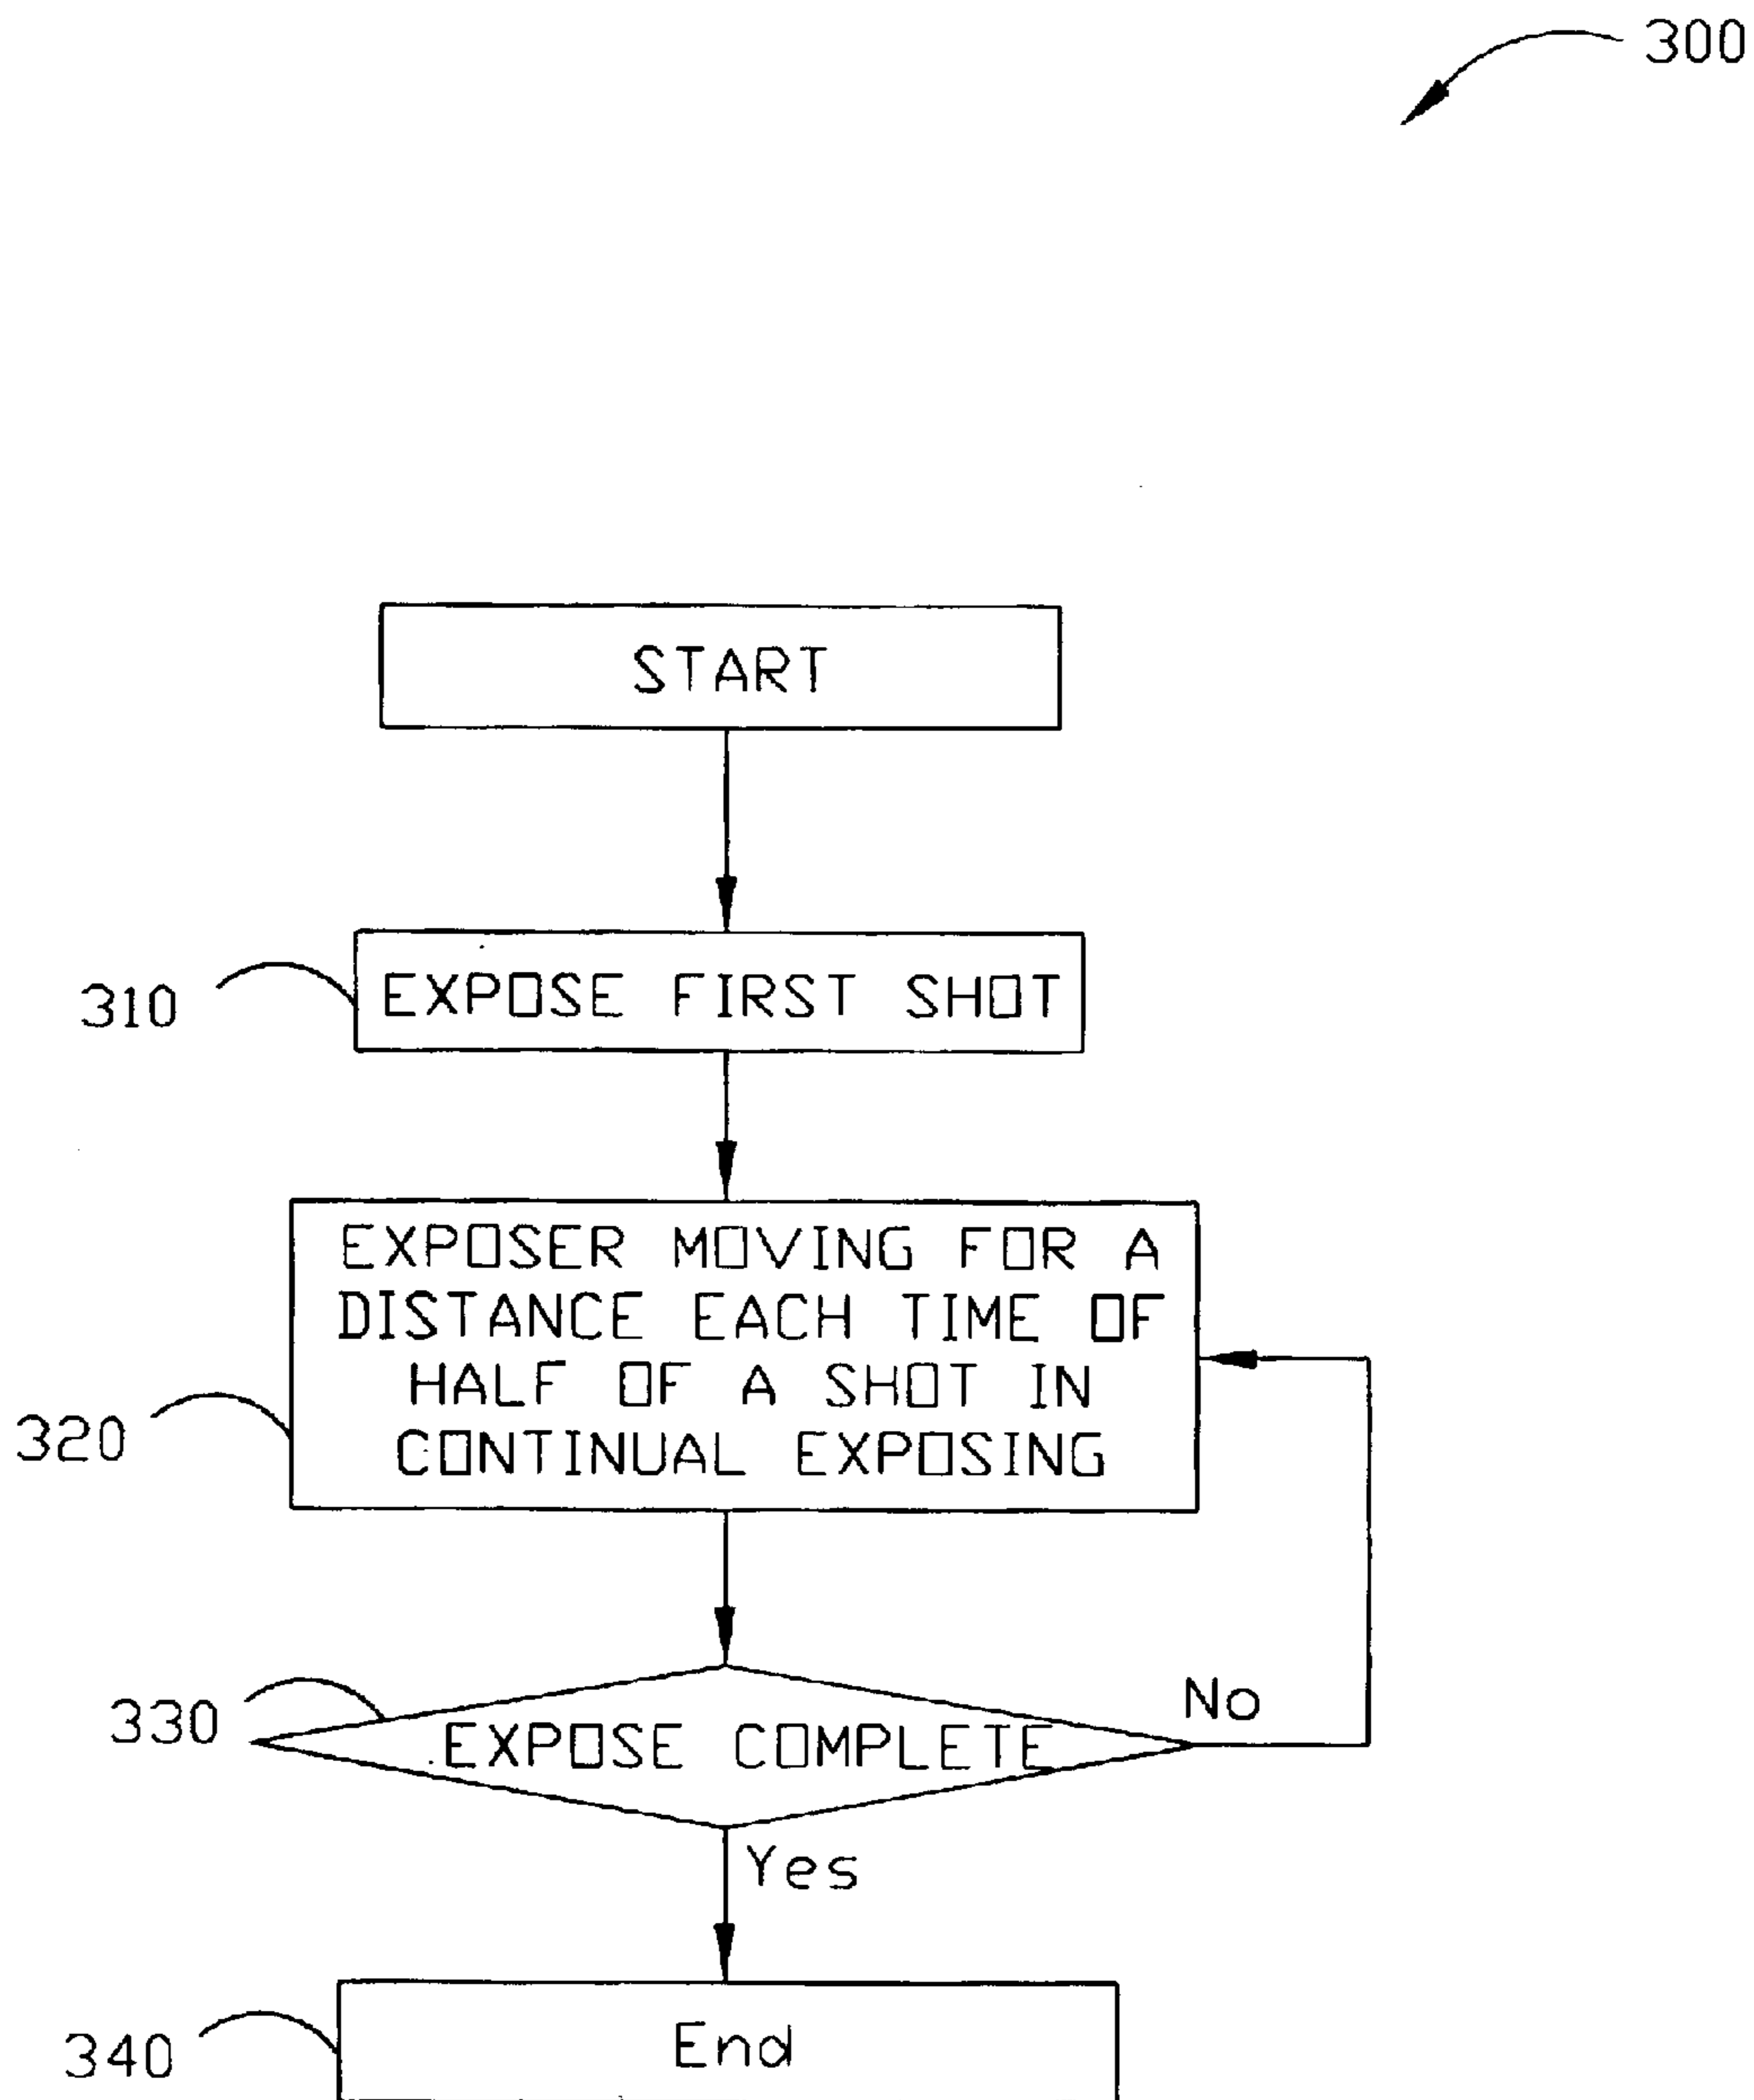 300
START
310
EXPOSE FIRST SHOT
EXPOSER MOVING FOR A
DISTANCE EACH TIME OF
HALF OF A SHOT IN
320
CONTINUAL EXPOSING
No
330
EXPOSE COMPLETE
Yes
End
340